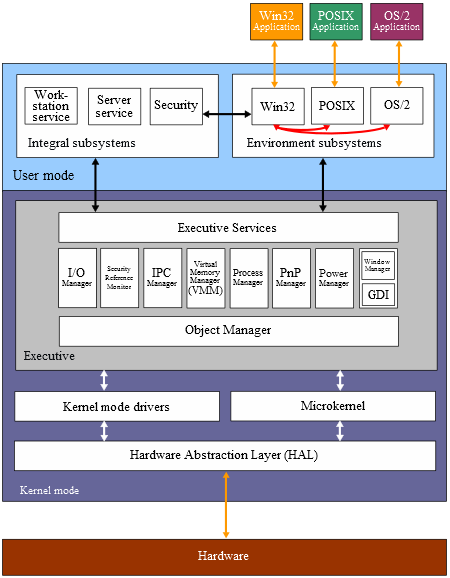 Win32
Application
POSIX
Application
OS/2
Application
Work-
station
service
Server
service
Security
Integral subsystems
Win32
POSIX
OS/2
Environment subsystems
User mode
Executive Services
I/O
Manager
Security
Reference
Monitor
IPC
Manager
Virtual
Memory
Manager
(VMM)
Process
Manager
PnP
Manager
Power
Manager
Window
Manager
GDI
Object Manager
Executive
Kernel mode drivers
Microkernel
Hardware Abstraction Layer (HAL)
Kernel mode
Hardware